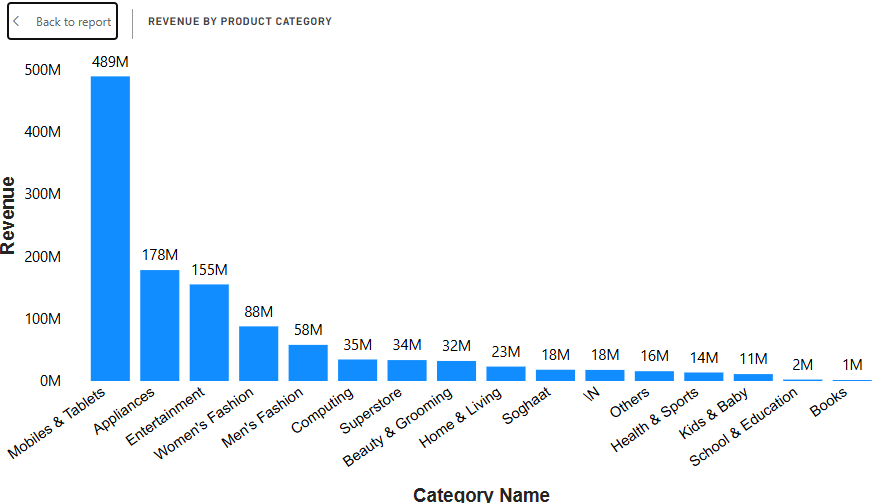 Back to report
REVENUE BY PRODUCT CATEGORY
489M
500M
400M
300M
200M
100M
0M
Revenue
178M
155M
88M
58M
35M
34M
32M
23M
18M
18M
16M
14M
11M
2M
1M
Mobiles & Tablets
Appliances
Entertainment
Women's Fashion
Men's Fashion
Computing
Superstore
Beauty & Grooming
Home & Living
Soghaat
\N
Others
Health & Sports
Kids & Baby
School & Education
Books
Category Name